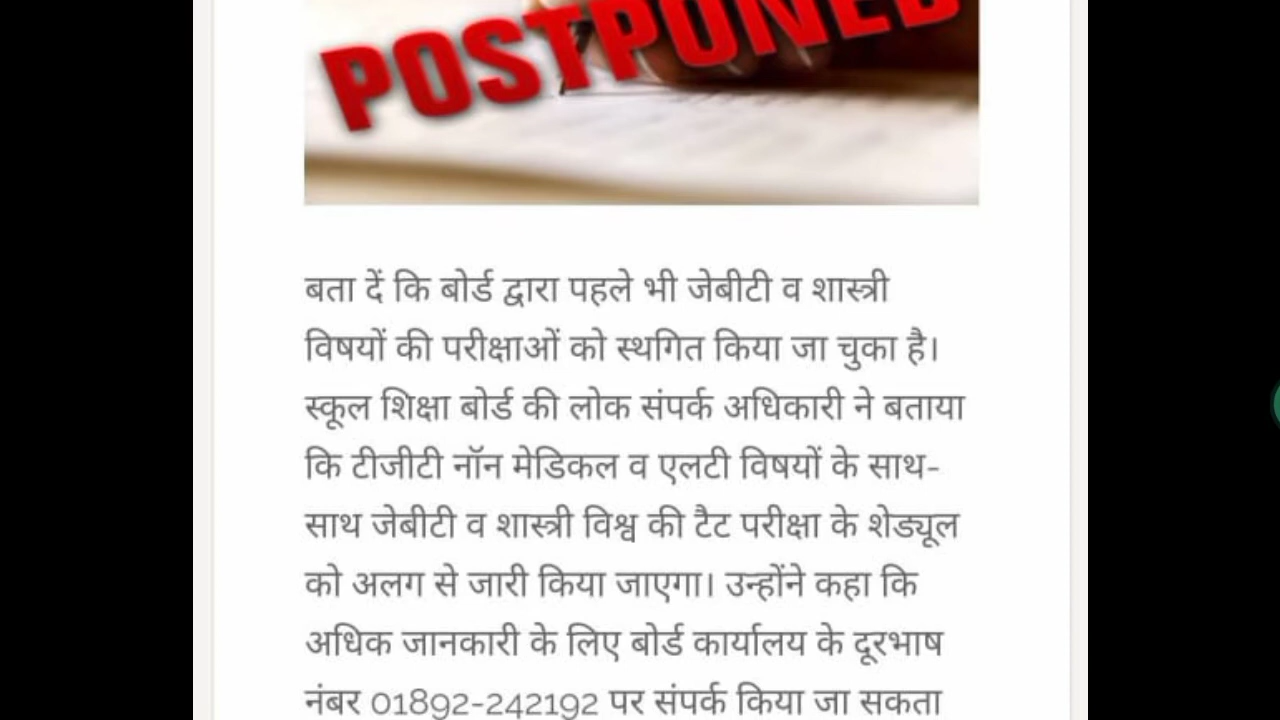 POSTPONED
बता दें कि बोर्ड द्वारा पहले भी जेबीटी व शास्त्री
विषयों की परीक्षाओं को स्थगित किया जा चुका है।
स्कूल शिक्षा बोर्ड की लोक संपर्क अधिकारी ने बताया
कि टीजीटी नॉन मेडिकल व एलटी विषयों के साथ-
साथ जेबीटी व शास्त्री विश्व की टैट परीक्षा के शेड्यूल
को अलग से जारी किया जाएगा। उन्होंने कहा कि
अधिक जानकारी के लिए बोर्ड कार्यालय के दूरभाष
नंबर 01892-242192 पर संपर्क किया जा सकता